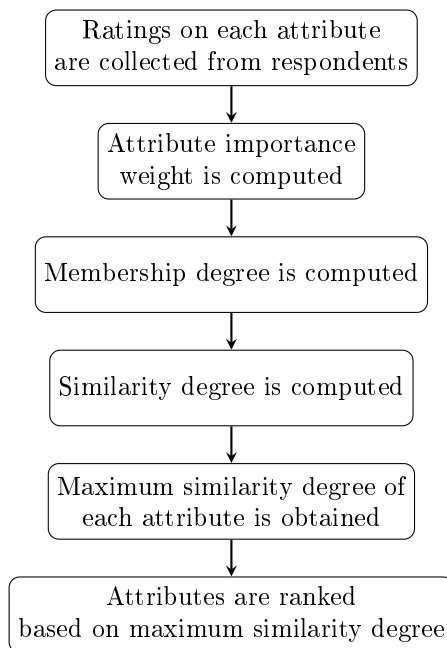 Ratings on each attribute
are collected from respondents
Attribute importance
weight is computed
Membership degree is computed
Similarity degree is computed
Maximum similarity degree of
each attribute is obtained
Attributes are ranked
based on maximum similarity degree